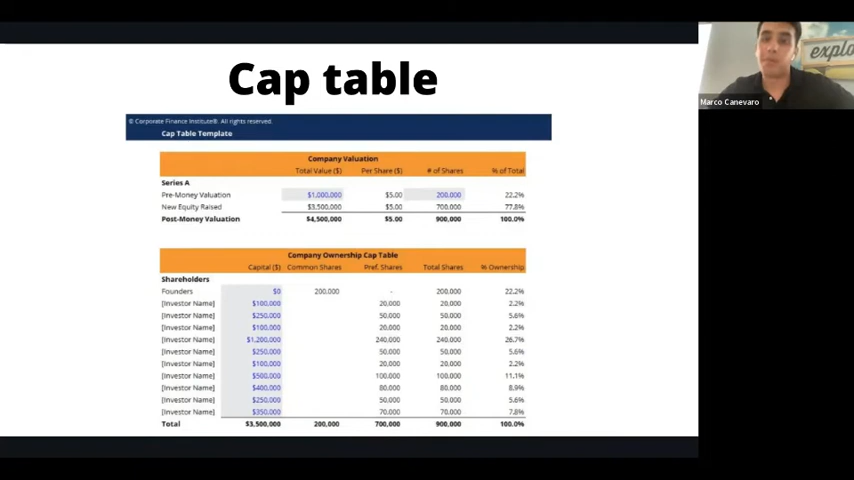 Cap table
© Corporate Finance Institute®. All rights reserved.
Cap Table Template
Company Valuation
Total Value ($) Per Share ($) # of Shares % of Total
Series A
Pre-Money Valuation $1,000,000 $5.00 200,000 22.2%
New Equity Raised $3,500,000 $5.00 700,000 77.8%
Post-Money Valuation $4,500,000 $5.00 900,000 100.0%
Company Ownership Cap Table
Capital ($) Common Shares Pref. Shares Total Shares % Ownership
Shareholders
Founders $0 200,000 - 200,000 22.2%
[Investor Name] $100,000 20,000 20,000 2.2%
[Investor Name] $250,000 50,000 50,000 5.6%
[Investor Name] $100,000 20,000 20,000 2.2%
[Investor Name] $1,200,000 240,000 240,000 26.7%
[Investor Name] $250,000 50,000 50,000 5.6%
[Investor Name] $100,000 20,000 20,000 2.2%
[Investor Name] $500,000 100,000 100,000 11.1%
[Investor Name] $400,000 80,000 80,000 8.9%
[Investor Name] $250,000 50,000 50,000 5.6%
[Investor Name] $350,000 70,000 70,000 7.8%
Total $3,500,000 200,000 700,000 900,000 100.0%
explo
Marco Canevaro